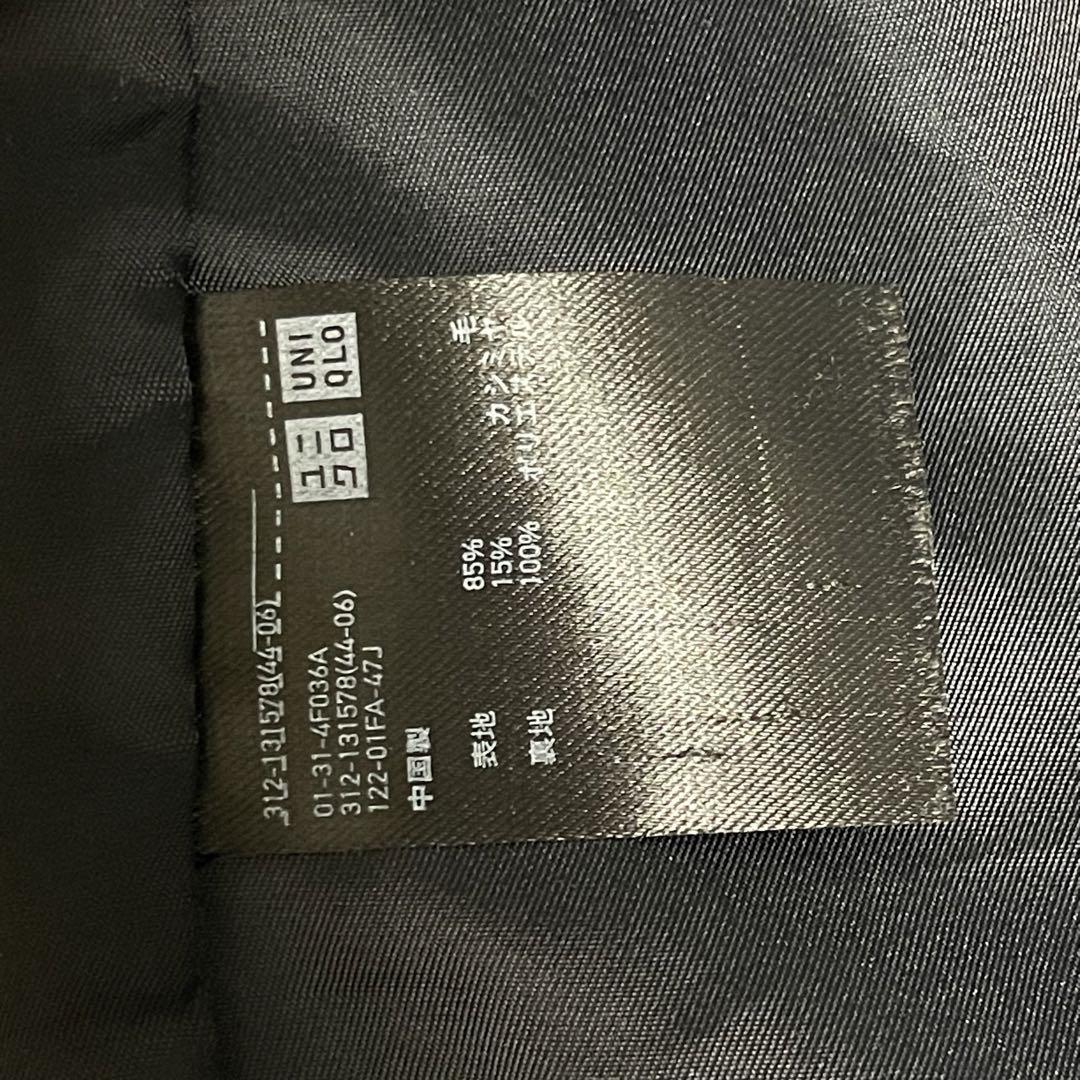 312-131578(44-06)
ユニ
クロ
UNI
QLO
01-31-4F036A
312-131578(44-06)
122-01FA-47J
中国製
表地 85% 毛
15% カシミヤ
裏地 100% ポリエステル